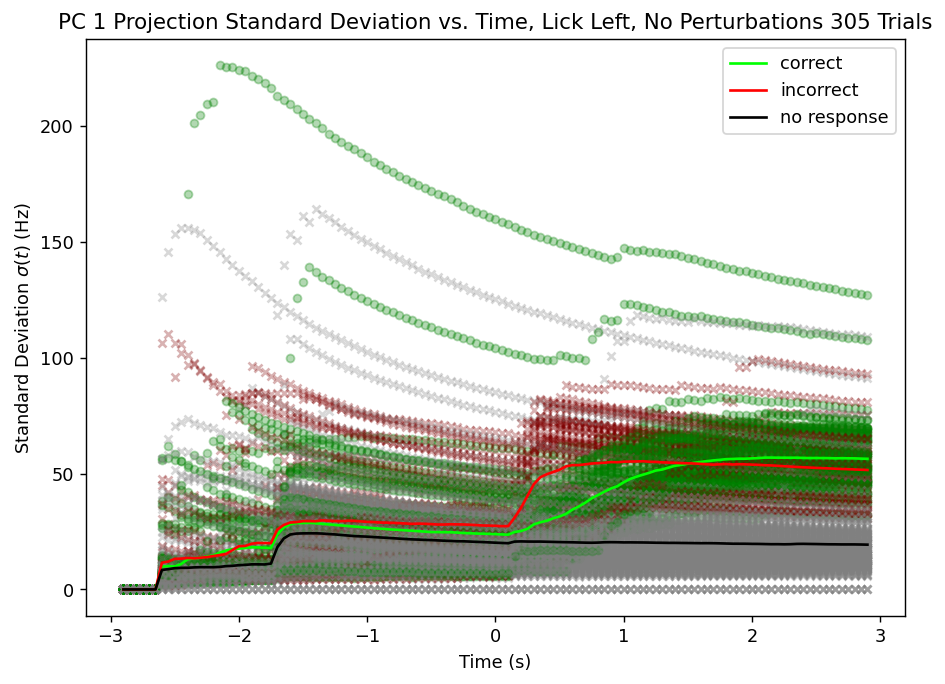 PC 1 Projection Standard Deviation vs. Time, Lick Left, No Perturbations 305 Trials
correct
incorrect
no response
Standard Deviation σ(t) (Hz)
200
150
100
50
0
−3 −2 −1 0 1 2 3
Time (s)